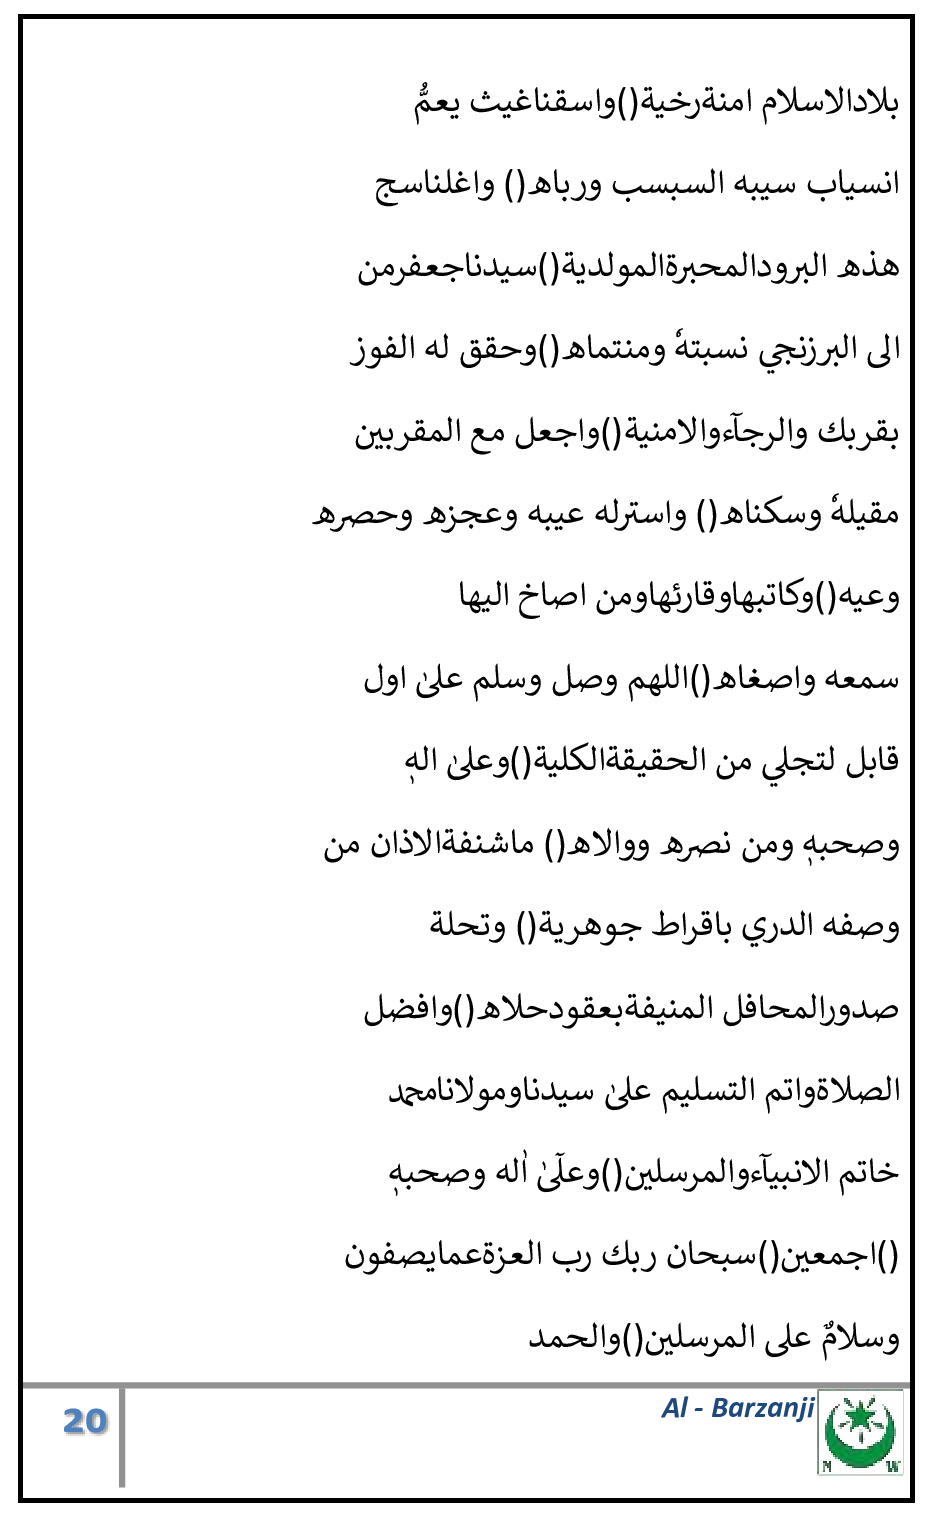 بلادالاسلام امنةرخية()واسقناغيث يعمُّ
انسياب سيبه السبسب ورباه() واغلناسج
هذه البرودالمحبرةالمولدية()سيدناجعفرمن
الى البرزنجي نسبتهٗ ومنتماه()وحقق له الفوز
بقربك والرجآءوالامنية()واجعل مع المقربين
مقيلهٗ وسكناه() واسترله عيبه وعجزه وحصره
وعيه()وكاتبهاوقارئهاومن اصاخ اليها
سمعه واصغاه()اللهم وصل وسلم علىٰ اول
قابل لتجلي من الحقيقةالكلية()وعلىٰ الهٖ
وصحبهٖ ومن نصره ووالاه() ماشنفةالاذان من
وصفه الدري باقراط جوهرية() وتحلة
صدورالمحافل المنيفةبعقودحلاه()وافضل
الصلاةواتم التسليم علىٰ سيدناومولانامحمد
خاتم الانبيآءوالمرسلين()وعلٓىٰ اٰله وصحبهٖ
()اجمعين()سبحان ربك رب العزةعمايصفون
وسلامٌ على المرسلين()والحمد
Al - Barzanji
20
N W